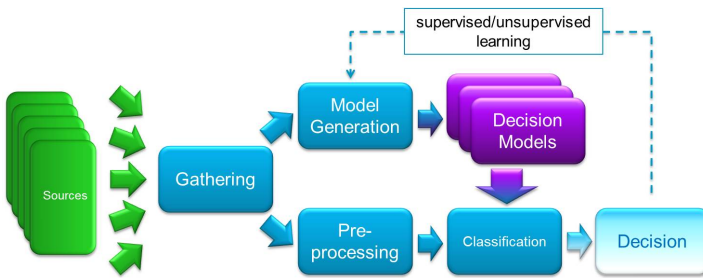 supervised/unsupervised
learning
Model
Generation
Decision
Models
Sources
Gathering
Pre-
processing
Classification
Decision